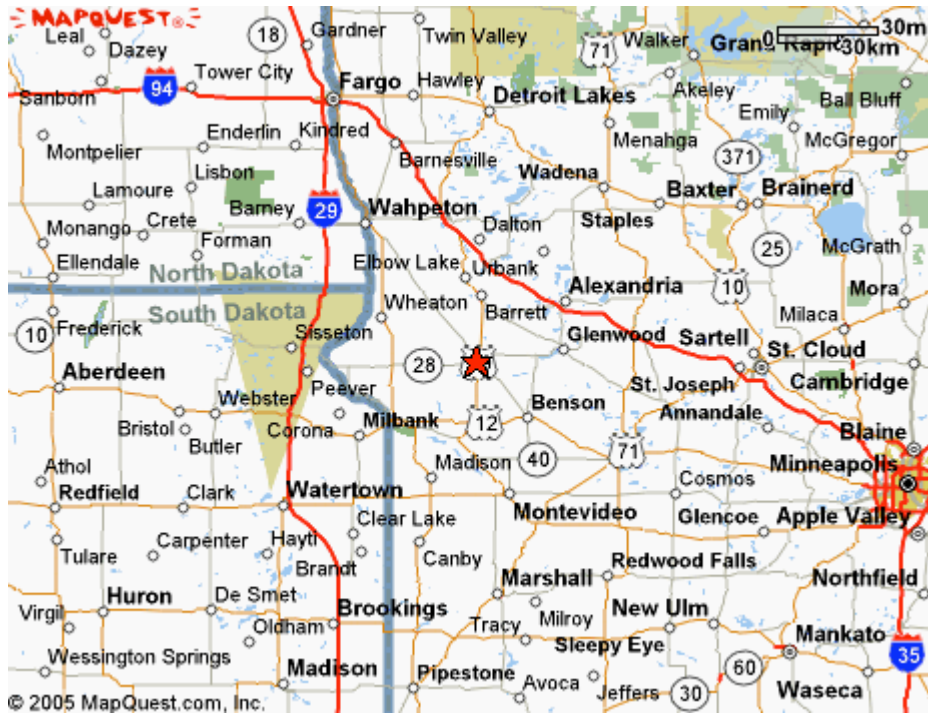 MAPQUEST
Leal
Dazey
18
Gardner
Twin Valley
71
Walker
Grand Rapids
0
30m
30km
94
Tower City
Fargo
Hawley
Detroit Lakes
Akeley
Ball Bluff
Sanborn
Emily
Enderlin
Kindred
Menahga
McGregor
Montpelier
Barnesville
371
Lisbon
Wadena
Lamoure
Baxter
Brainerd
29
Barney
Wahpeton
Staples
Monango
Crete
Dalton
Forman
25
McGrath
Ellendale
North Dakota
Elbow Lake
Urbank
Alexandria
10
Mora
South Dakota
Wheaton
Barrett
Milaca
10
Frederick
Sisseton
Glenwood
Sartell
28
St. Cloud
Aberdeen
Peever
St. Joseph
Cambridge
Webster
Benson
Annandale
Bristol
Butler
Corona
Milbank
12
71
Blaine
40
Athol
Madison
Minneapolis
Redfield
Clark
Watertown
Cosmos
Montevideo
Glencoe
Apple Valley
Clear Lake
Tulare
Carpenter
Hayti
Canby
Brandt
Redwood Falls
Marshall
Northfield
Huron
De Smet
Brookings
Milroy
New Ulm
Virgil
Oldham
Tracy
Sleepy Eye
Mankato
35
Wessington Springs
Madison
Pipestone
Avoca
Jeffers
30
60
Waseca
© 2005 MapQuest.com, Inc.